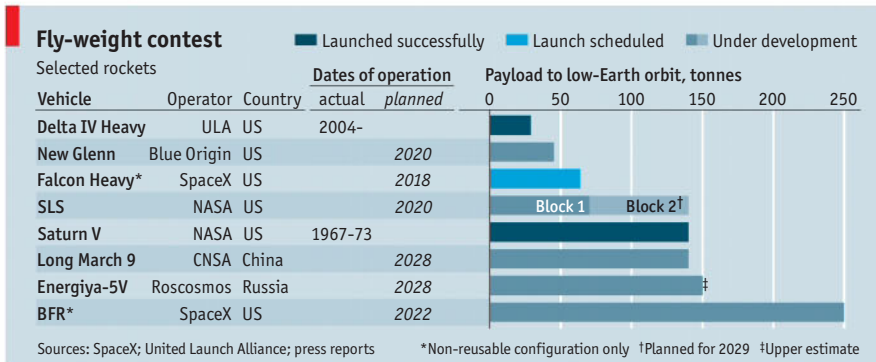 Fly-weight contest
Launched successfully Launch scheduled Under development
Selected rockets
Dates of operation Payload to low-Earth orbit, tonnes
Vehicle Operator Country actual planned 0 50 100 150 200 250
Delta IV Heavy ULA US 2004-
New Glenn Blue Origin US 2020
Falcon Heavy* SpaceX US 2018
SLS NASA US 2020 Block 1 Block 2†
Saturn V NASA US 1967-73
Long March 9 CNSA China 2028
Energiya-5V Roscosmos Russia 2028 ‡
BFR* SpaceX US 2022
Sources: SpaceX; United Launch Alliance; press reports *Non-reusable configuration only †Planned for 2029 ‡Upper estimate